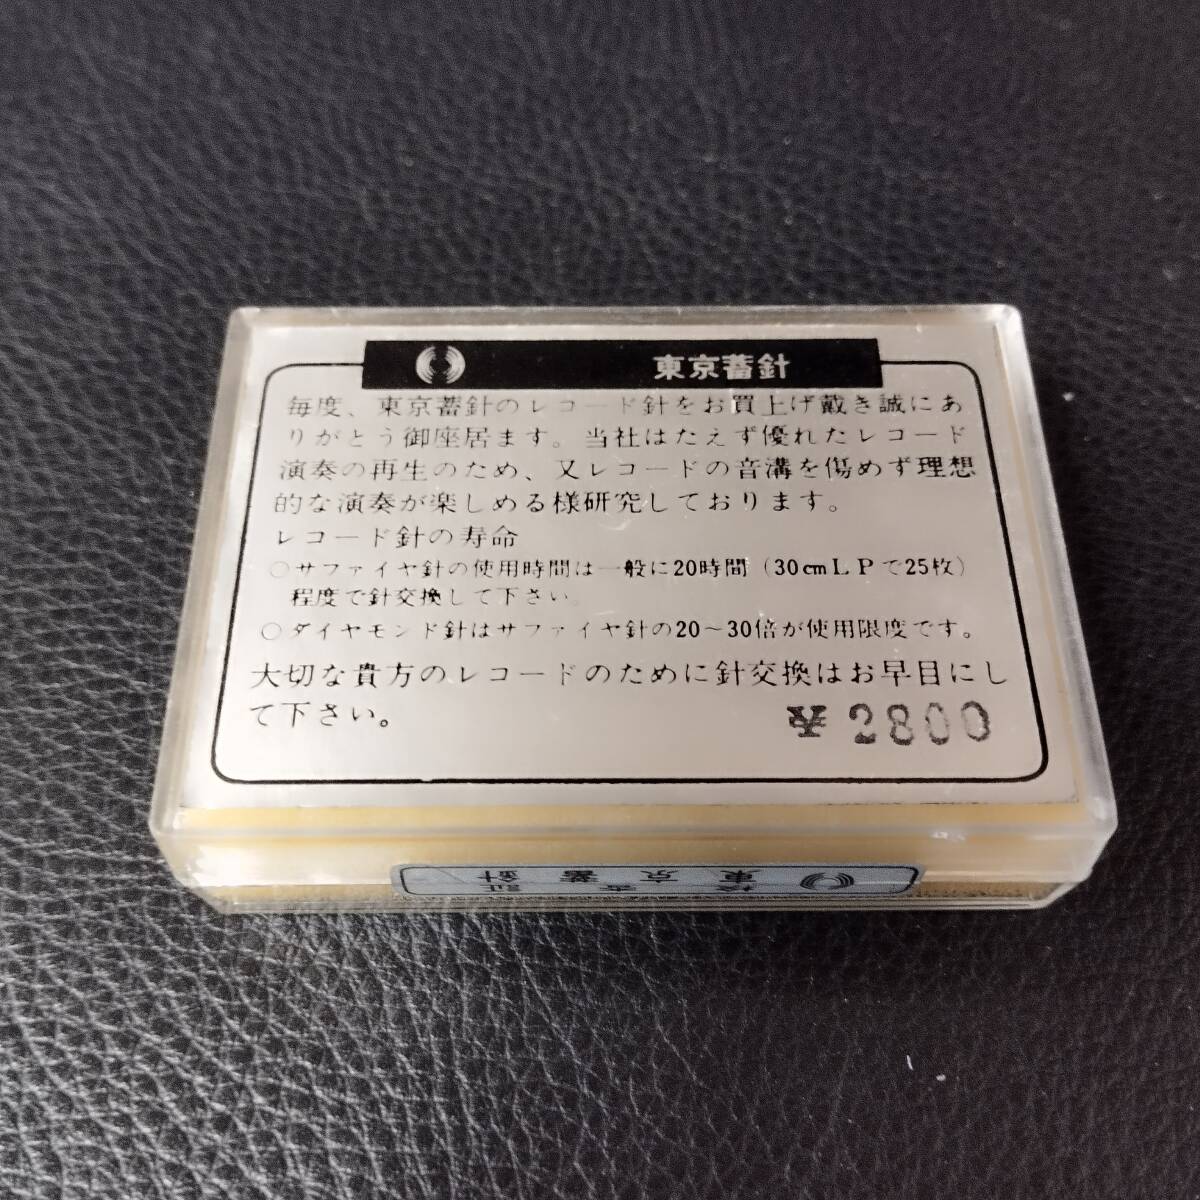 東京蓄針
毎度、東京蓄針のレコード針をお買上げ戴き誠にあ
りがとう御座居ます。当社はたえず優れたレコード
演奏の再生のため、又レコードの音溝を傷めず理想
的な演奏が楽しめる様研究しております。
レコード針の寿命
○サファイヤ針の使用時間は一般に20時間（30cmＬＰで25枚）
程度で針交換して下さい。
○ダイヤモンド針はサファイヤ針の20〜30倍が使用限度です。
大切な貴方のレコードのために針交換はお早目にし
て下さい。
2800
検査証
東京蓄針